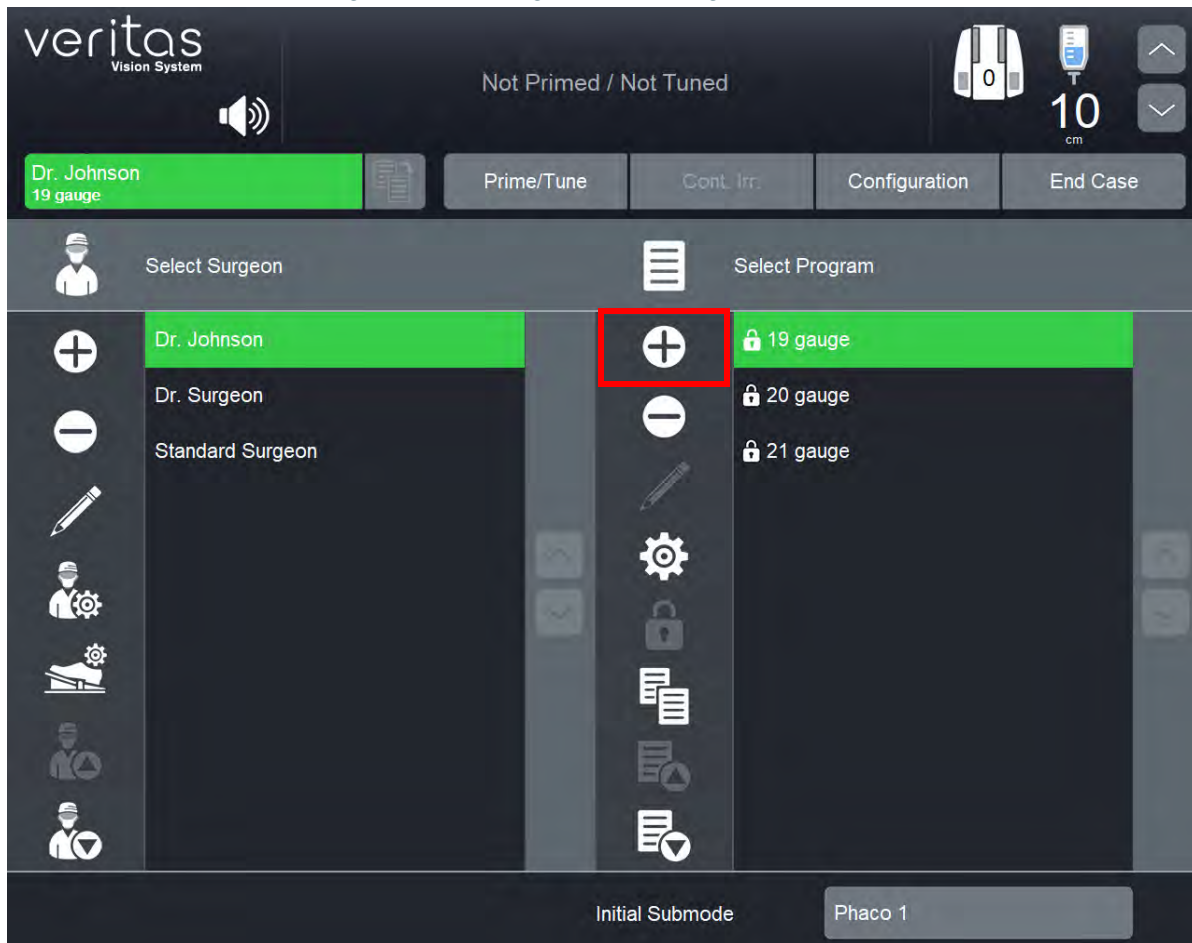 veritas
Vision System
Not Primed / Not Tuned
0
10
cm
Dr. Johnson
19 gauge
Prime/Tune
Cont. Irr.
Configuration
End Case
Select Surgeon
Select Program
Dr. Johnson
Dr. Surgeon
Standard Surgeon
19 gauge
20 gauge
21 gauge
Initial Submode
Phaco 1